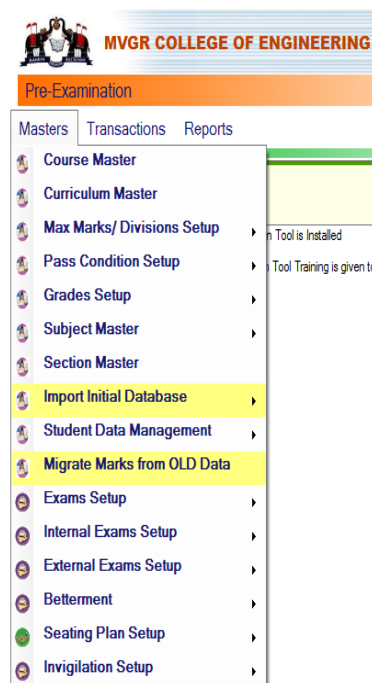 MVGR COLLEGE OF ENGINEERING
Pre-Examination
Masters Transactions Reports
Course Master
Curriculum Master
Max Marks/ Divisions Setup
n Tool is Installed
Pass Condition Setup
n Tool Training is given to
Grades Setup
Subject Master
Section Master
Import Initial Database
Student Data Management
Migrate Marks from OLD Data
Exams Setup
Internal Exams Setup
External Exams Setup
Betterment
Seating Plan Setup
Invigilation Setup